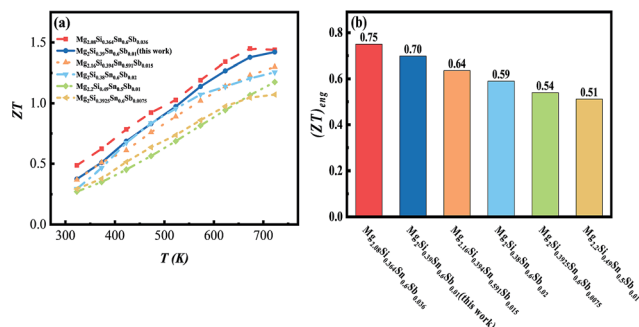 (a)
Mg2.08Si0.364Sn0.6Sb0.036
Mg2Si0.39Sn0.6Sb0.01(this work)
Mg2.16Si0.394Sn0.591Sb0.015
Mg2Si0.38Sn0.6Sb0.02
Mg2.2Si0.49Sn0.5Sb0.01
Mg2Si0.3925Sn0.6Sb0.0075
ZT
1.5
1.0
0.5
0.0
300 400 500 600 700
T (K)
(b)
(ZT)eng
0.8
0.6
0.4
0.2
0.0
0.75
0.70
0.64
0.59
0.54
0.51
Mg2.08Si0.364Sn0.6Sb0.036
Mg2Si0.39Sn0.6Sb0.01(this work)
Mg2.16Si0.394Sn0.591Sb0.015
Mg2Si0.38Sn0.6Sb0.02
Mg2Si0.3925Sn0.6Sb0.0075
Mg2.2Si0.49Sn0.5Sb0.01